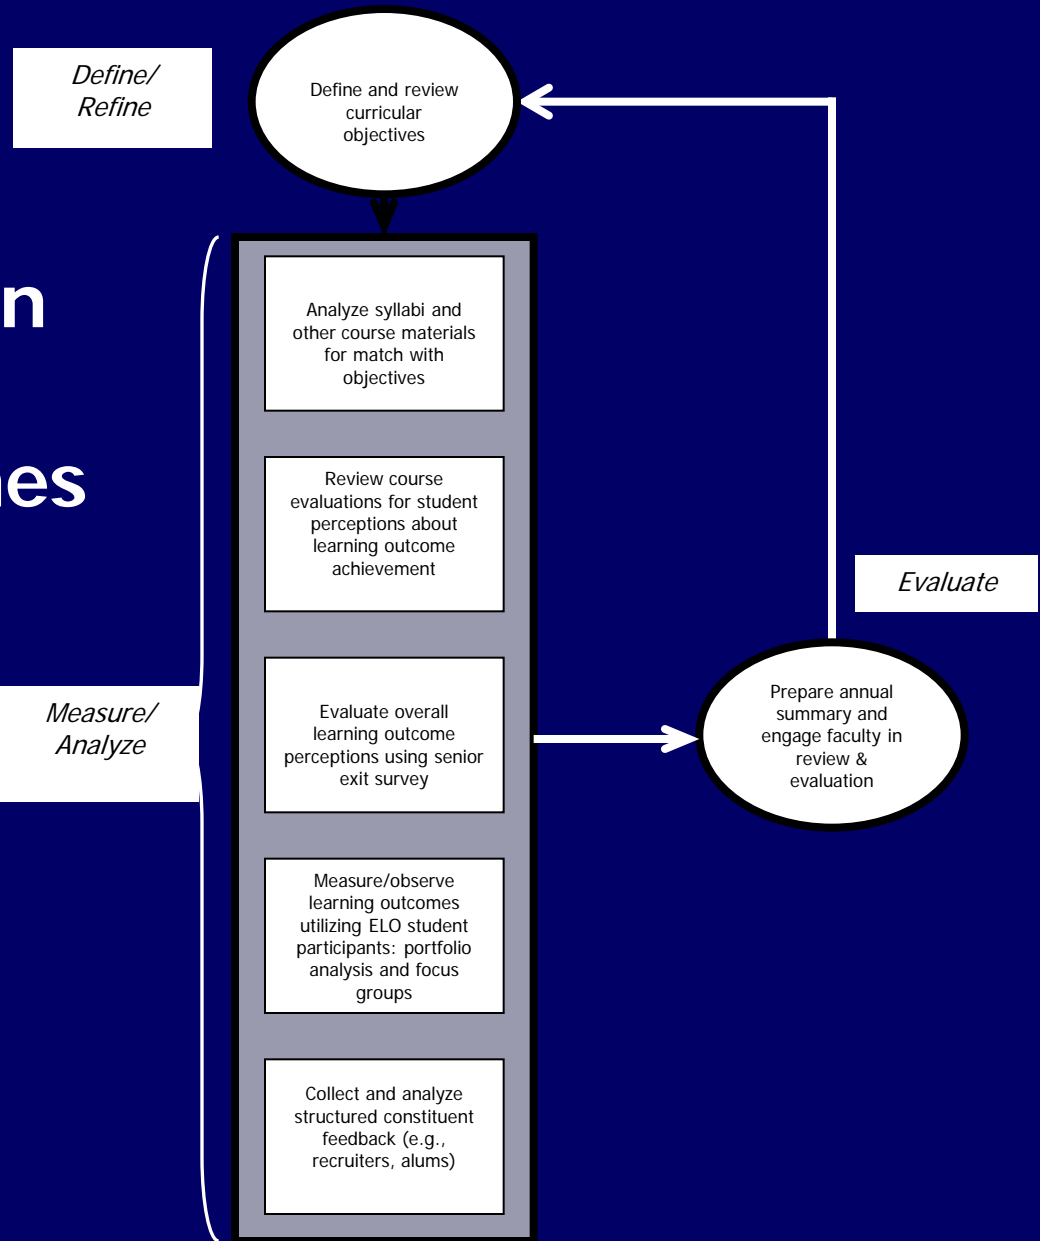 Define/
Refine
Define and review
curricular
objectives
n
Analyze syllabi and
other course materials
for match with
objectives
es
Review course
evaluations for student
perceptions about
learning outcome
achievement
Evaluate
Measure/
Analyze
Evaluate overall
learning outcome
perceptions using senior
exit survey
Prepare annual
summary and
engage faculty in
review &
evaluation
Measure/observe
learning outcomes
utilizing ELO student
participants: portfolio
analysis and focus
groups
Collect and analyze
structured constituent
feedback (e.g.,
recruiters, alums)